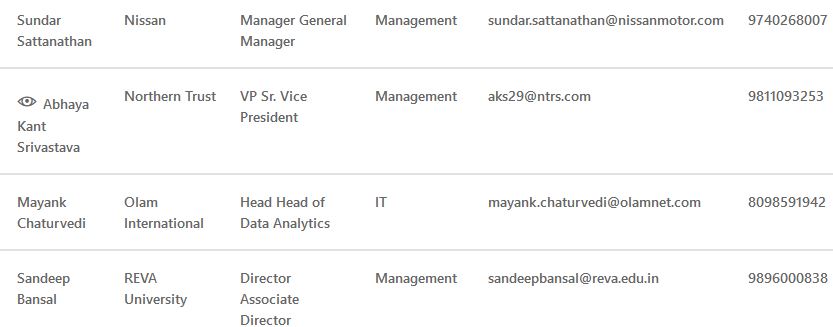 Sundar Nissan Manager General Management sundar.sattanathan@nissanmotor.com 9740268007
Sattanathan Manager
Abhaya Northern Trust VP Sr. Vice Management aks29@ntrs.com 9811093253
Kant President
Srivastava
Mayank Olam Head Head of IT mayank.chaturvedi@olamnet.com 8098591942
Chaturvedi International Data Analytics
Sandeep REVA Director Management sandeepbansal@reva.edu.in 9896000838
Bansal University Associate
Director